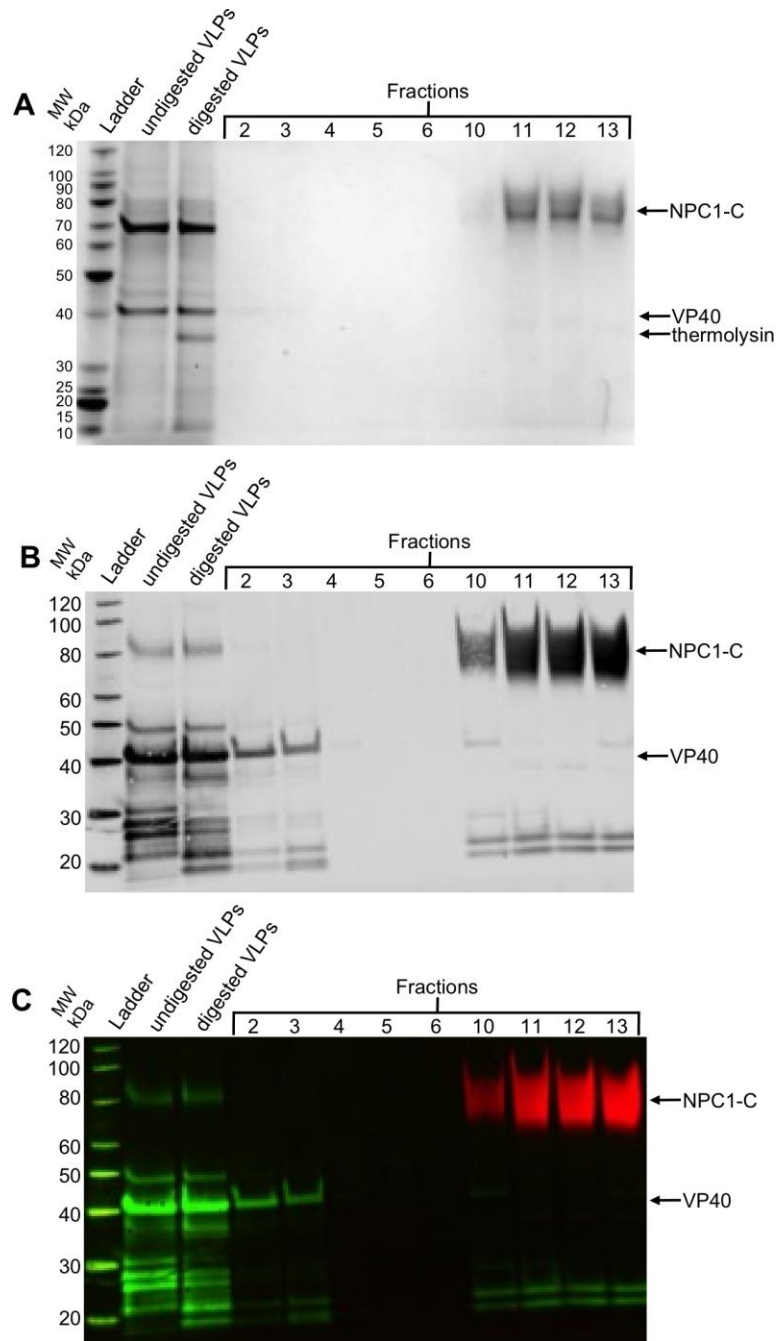 A
MW
kDa
Ladder
undigested VLPs
digested VLPs
Fractions
2 3 4 5 6 10 11 12 13
120
100
90
80
70
60
50
40
30
25
20
15
10
NPC1-C
VP40
thermolysin
B
MW
kDa
Ladder
undigested VLPs
digested VLPs
Fractions
2 3 4 5 6 10 11 12 13
120
100
80
60
50
40
30
20
NPC1-C
VP40
C
MW
kDa
Ladder
undigested VLPs
digested VLPs
Fractions
2 3 4 5 6 10 11 12 13
120
100
80
60
50
40
30
20
NPC1-C
VP40